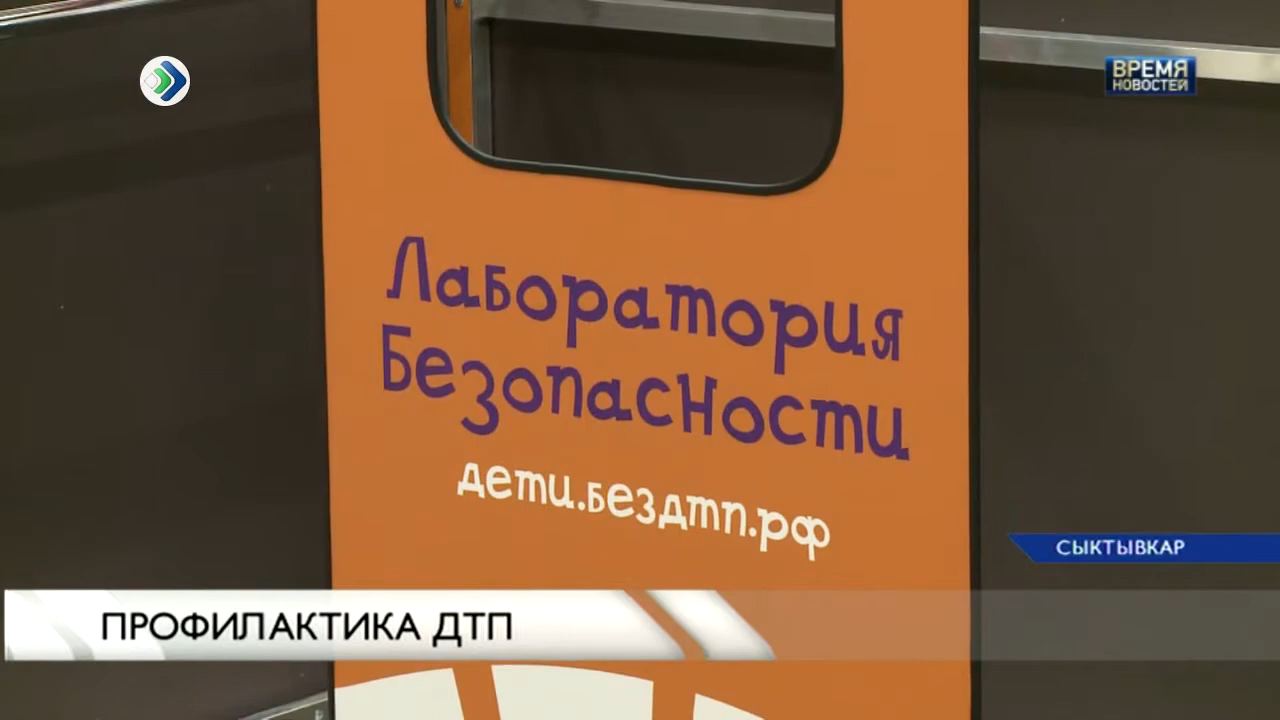 ВРЕМЯ
НОВОСТЕЙ
Лаборатория
Безопасности
дети.бездтп.рф
СЫКТЫВКАР
ПРОФИЛАКТИКА ДТП